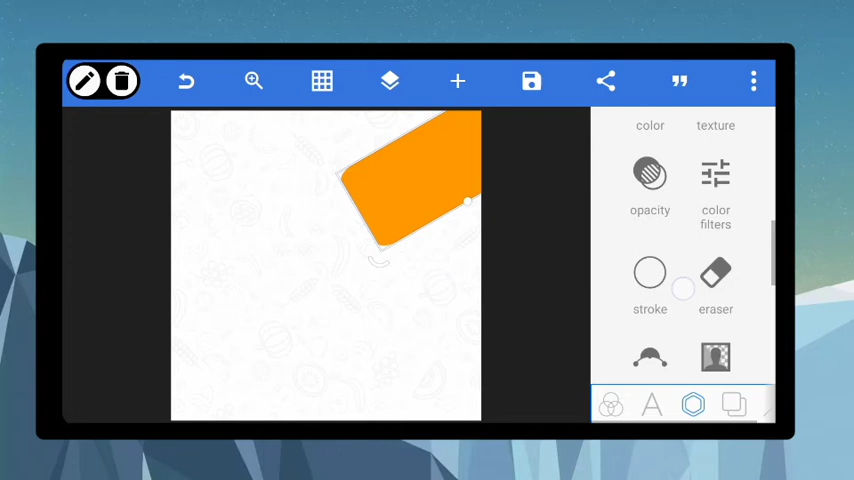 color texture
opacity color
filters
stroke eraser